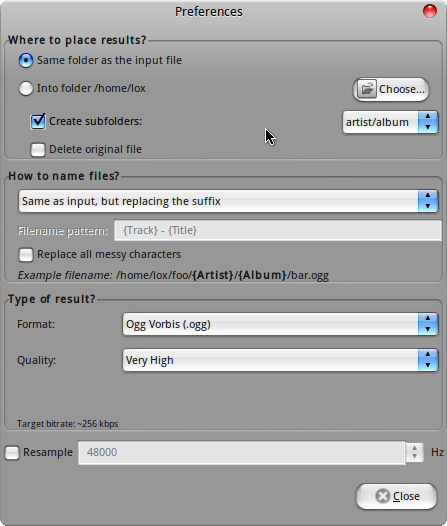 Preferences
Where to place results?
Same folder as the input file
Into folder /home/lox
Choose...
Create subfolders:
artist/album
Delete original file
How to name files?
Same as input, but replacing the suffix
Filename pattern:
{Track} - {Title}
Replace all messy characters
Example filename: /home/lox/foo/{Artist}/{Album}/bar.ogg
Type of result?
Format:
Ogg Vorbis (.ogg)
Quality:
Very High
Target bitrate: ~256 kbps
Resample
48000
Hz
Close